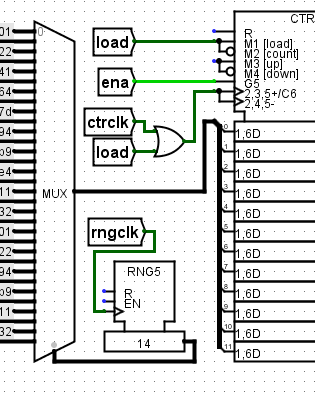 CTR
load
R
M1 [load]
M2 [count]
M3 [up]
M4 [down]
ena
G5
2,3,5+/C6
2,4,5-
ctrclk
load
01
22
41
64
7d
94
b9
e4
11
32
01
22
94
b9
11
32
0
MUX
0 1,6D
1 1,6D
2 1,6D
3 1,6D
4 1,6D
5 1,6D
6 1,6D
7 1,6D
8 1,6D
9 1,6D
10 1,6D
11 1,6D
rngclk
RNG5
R
EN
14